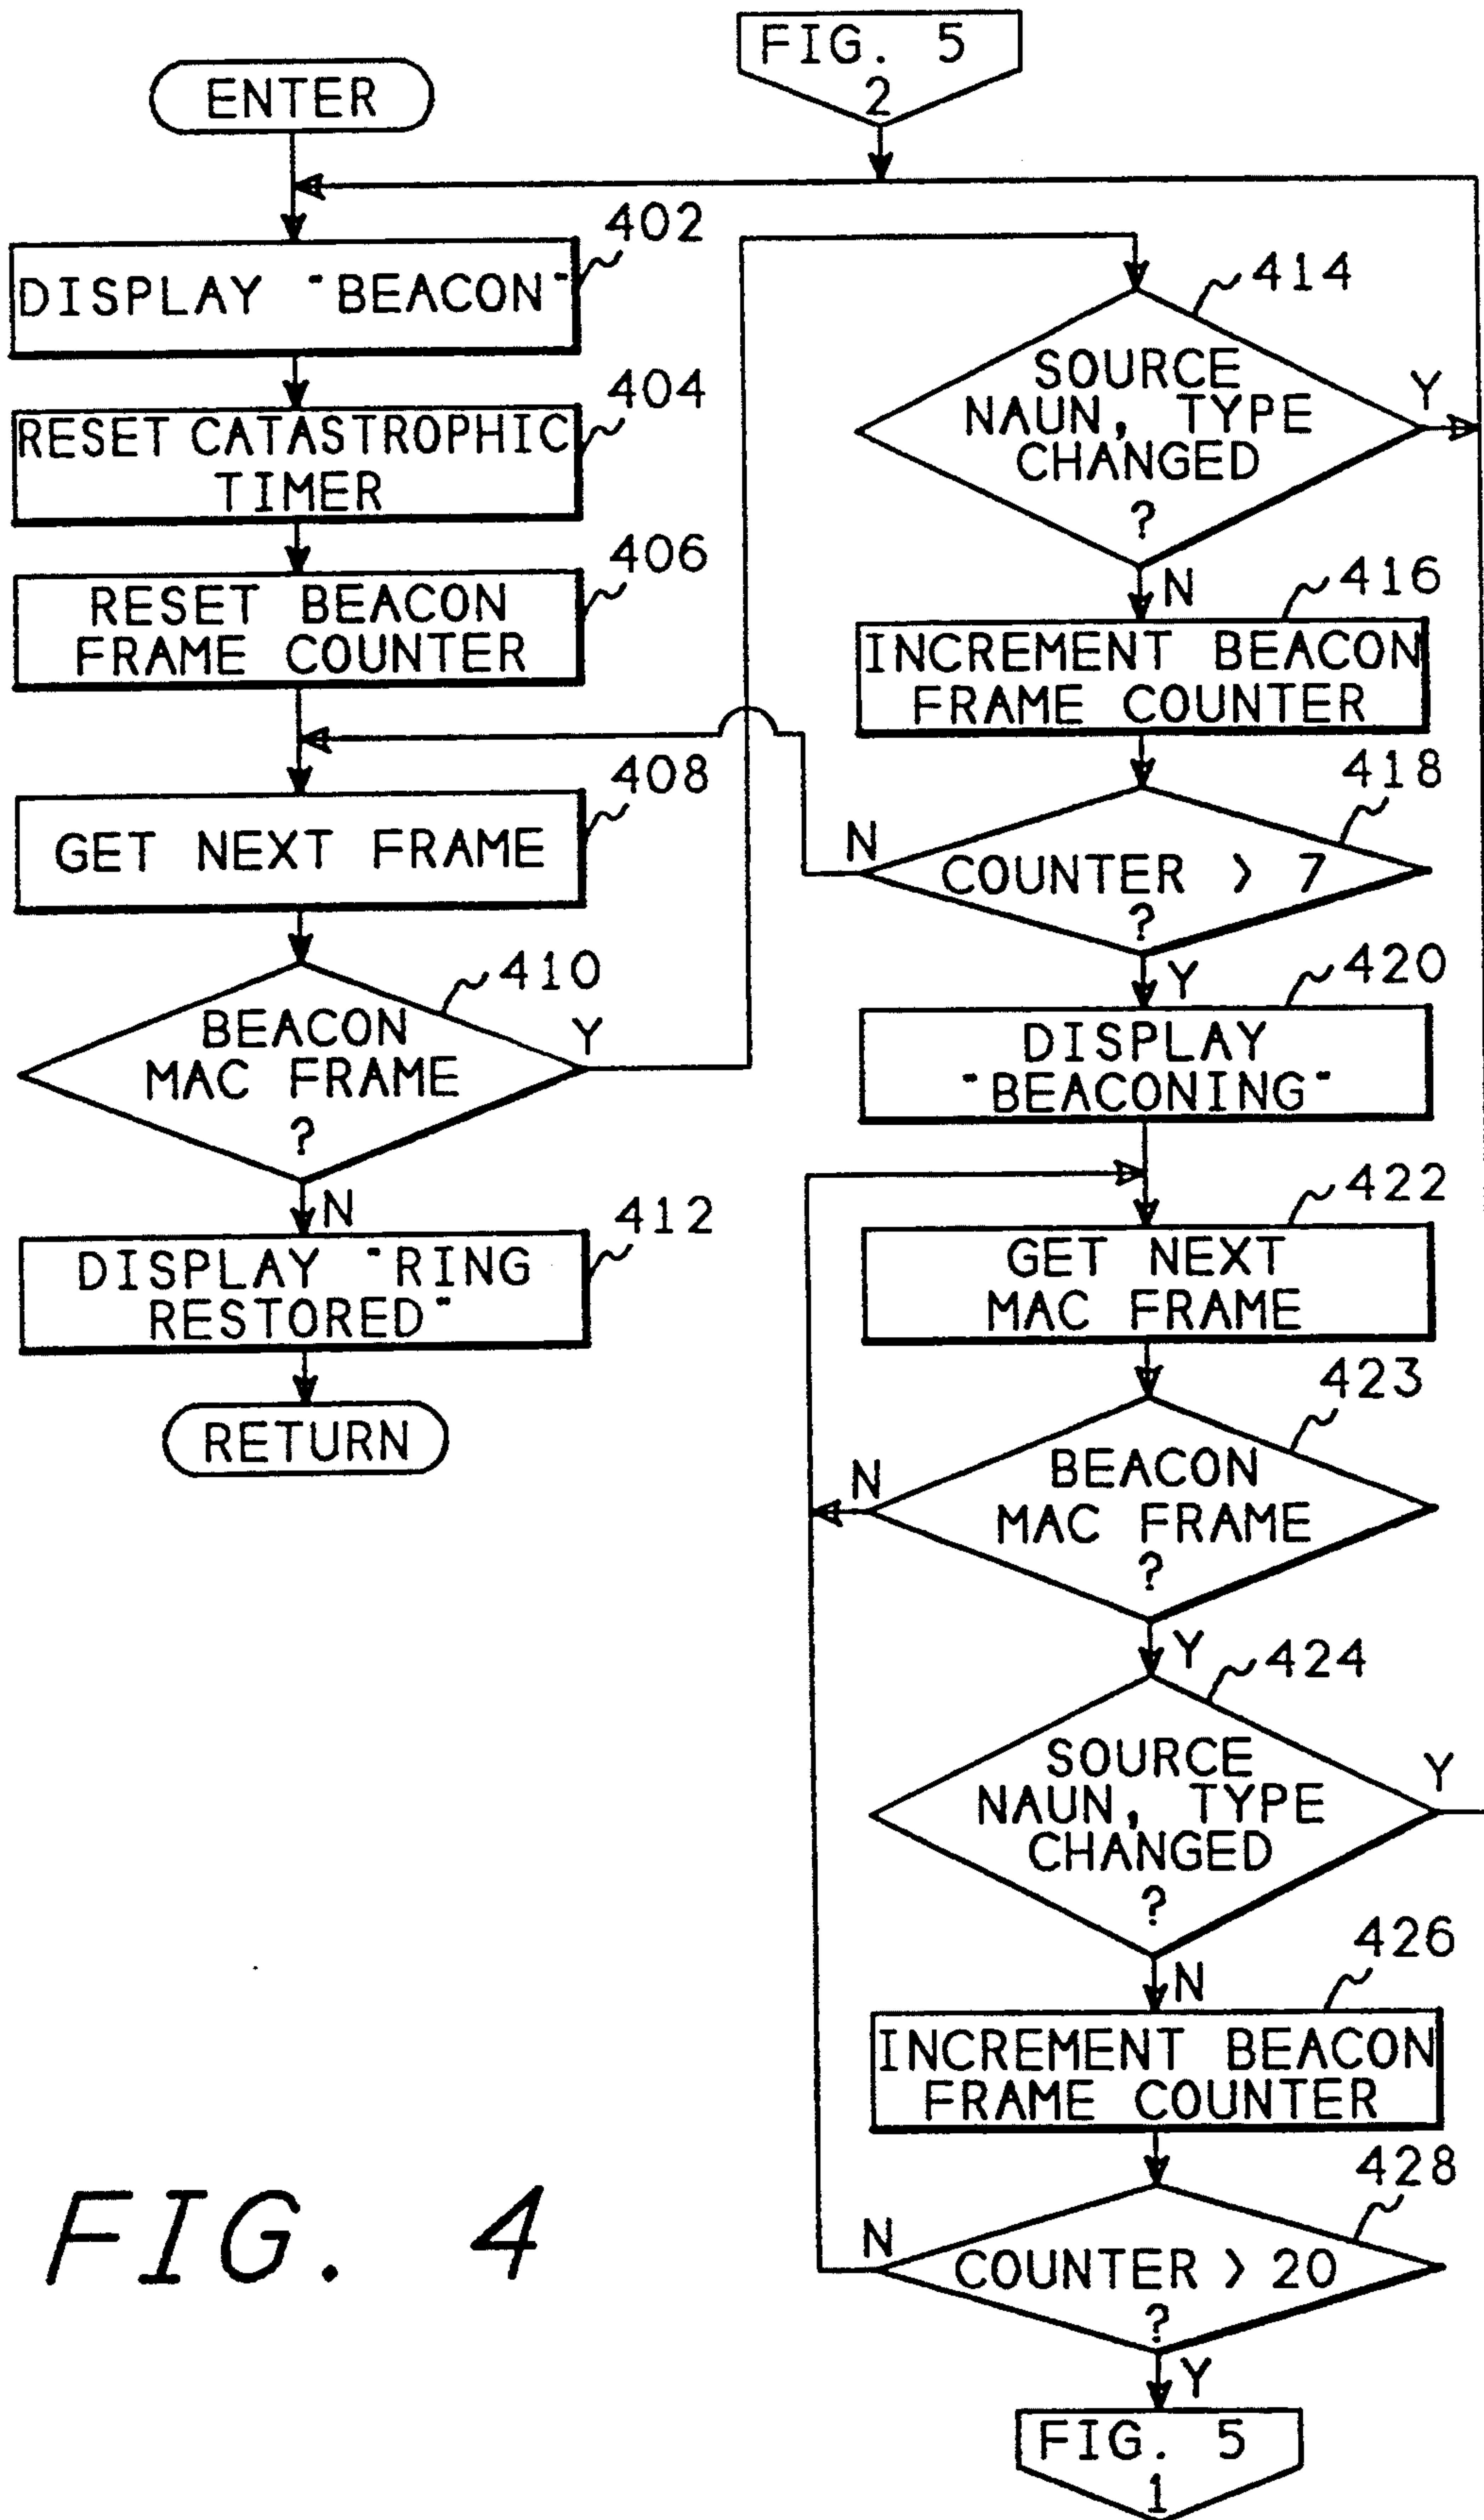 FIG. 5
2
ENTER
402
DISPLAY "BEACON"
404
RESET CATASTROPHIC
TIMER
406
RESET BEACON
FRAME COUNTER
408
GET NEXT FRAME
410
BEACON
MAC FRAME
?
Y
N
412
DISPLAY "RING
RESTORED"
RETURN
414
SOURCE
NAUN, TYPE
CHANGED
?
Y
N
416
INCREMENT BEACON
FRAME COUNTER
418
N
COUNTER > 7
?
Y
420
DISPLAY
"BEACONING"
422
GET NEXT
MAC FRAME
423
N
BEACON
MAC FRAME
?
Y
424
SOURCE
NAUN, TYPE
CHANGED
?
Y
N
426
INCREMENT BEACON
FRAME COUNTER
428
N
COUNTER > 20
?
Y
FIG. 5
1
FIG. 4